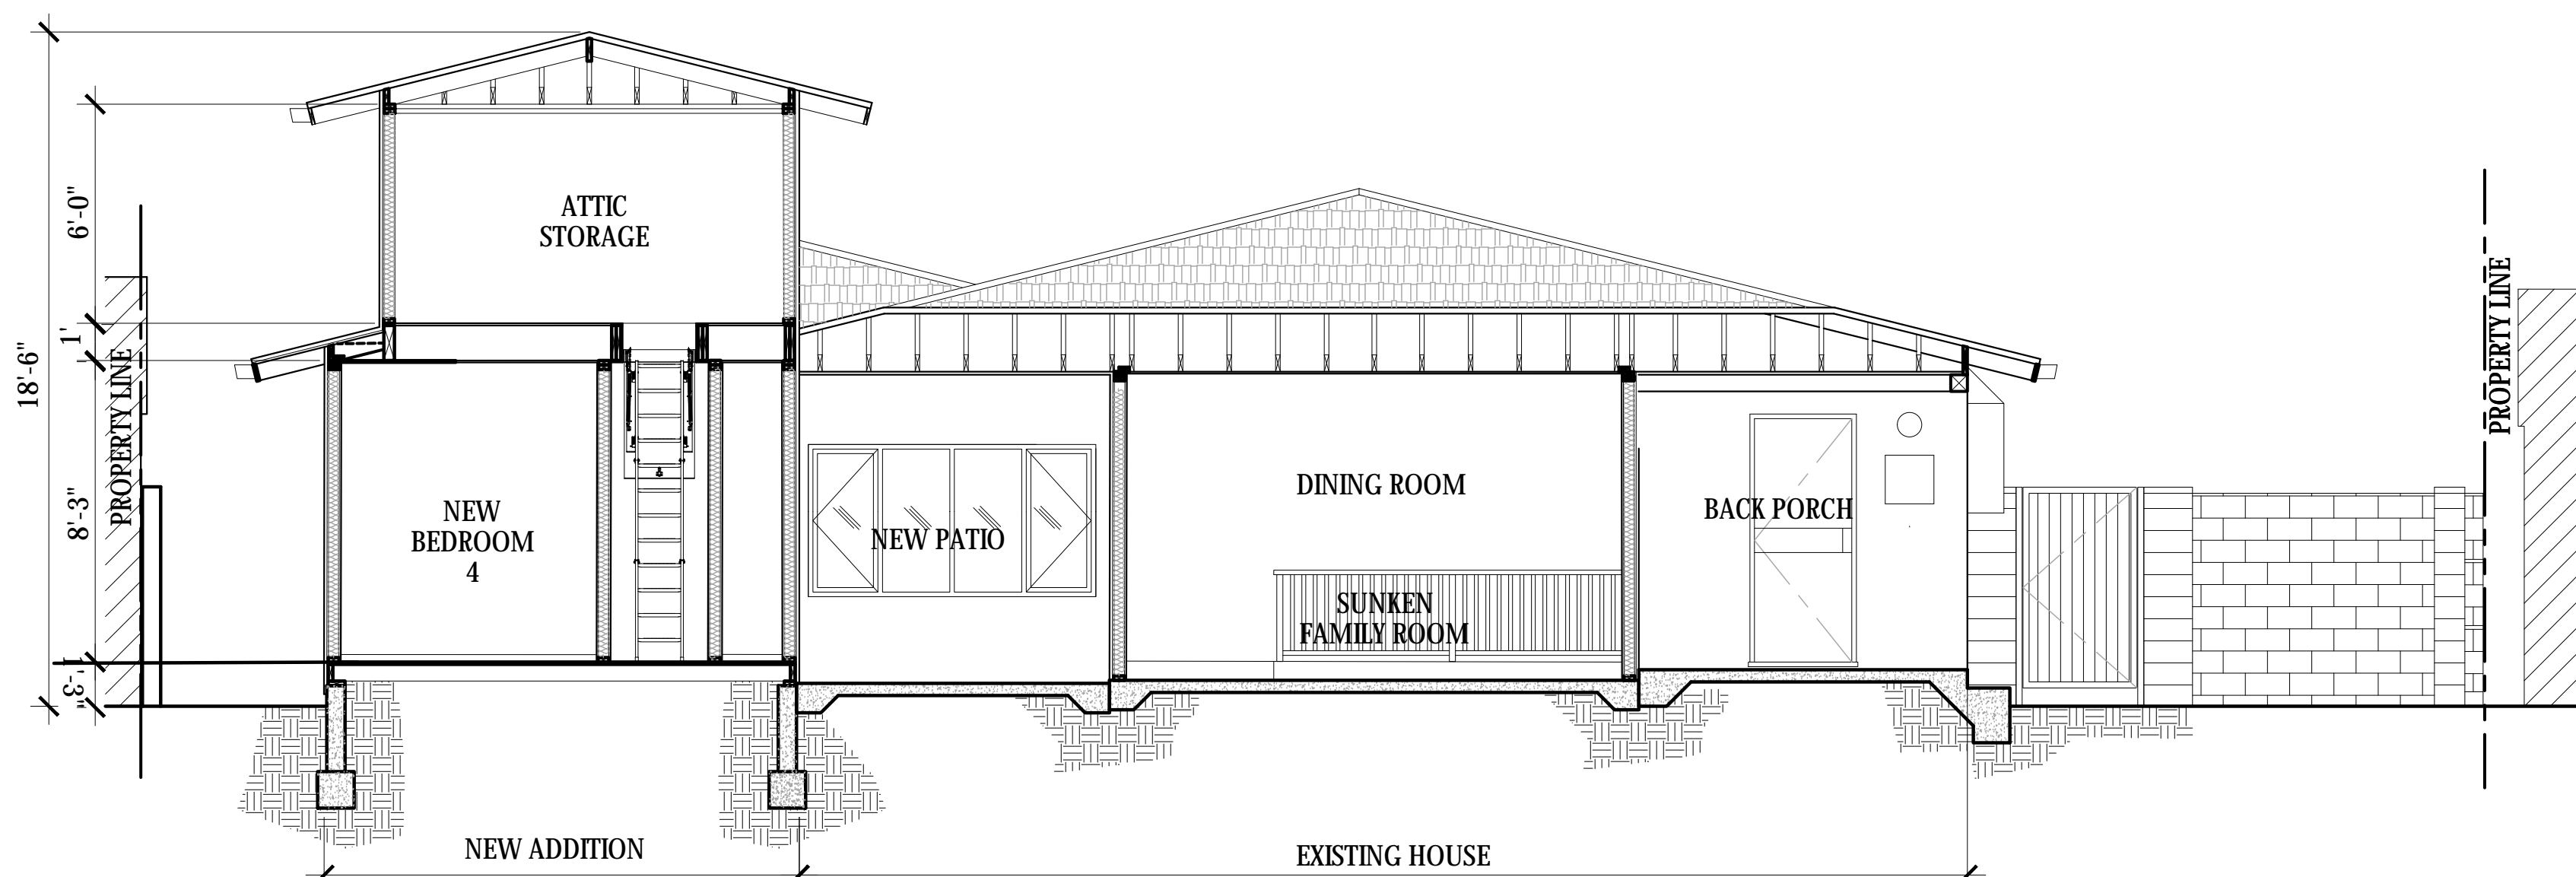 ATTIC
STORAGE
6'-0"
1'
18'-6"
8'-3"
1'-3"
PROPERTY LINE
PROPERTY LINE
NEW
BEDROOM
4
NEW PATIO
DINING ROOM
SUNKEN
FAMILY ROOM
BACK PORCH
NEW ADDITION
EXISTING HOUSE